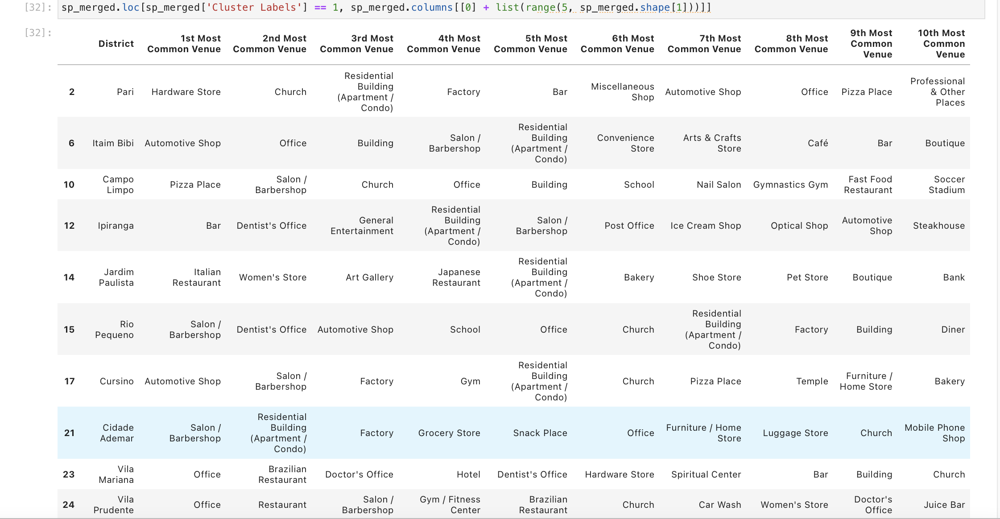 [32]: sp_merged.loc[sp_merged['Cluster Labels'] == 1, sp_merged.columns[[0] + list(range(5, sp_merged.shape[1]))]]
[32]:
District 1st Most Common Venue 2nd Most Common Venue 3rd Most Common Venue 4th Most Common Venue 5th Most Common Venue 6th Most Common Venue 7th Most Common Venue 8th Most Common Venue 9th Most Common Venue 10th Most Common Venue
2 Pari Hardware Store Church Residential Building (Apartment / Condo) Factory Bar Miscellaneous Shop Automotive Shop Office Pizza Place Professional & Other Places
6 Itaim Bibi Automotive Shop Office Building Salon / Barbershop Residential Building (Apartment / Condo) Convenience Store Arts & Crafts Store Café Bar Boutique
10 Campo Limpo Pizza Place Salon / Barbershop Church Office Building School Nail Salon Gymnastics Gym Fast Food Restaurant Soccer Stadium
12 Ipiranga Bar Dentist's Office General Entertainment Residential Building (Apartment / Condo) Salon / Barbershop Post Office Ice Cream Shop Optical Shop Automotive Shop Steakhouse
14 Jardim Paulista Italian Restaurant Women's Store Art Gallery Japanese Restaurant Residential Building (Apartment / Condo) Bakery Shoe Store Pet Store Boutique Bank
15 Rio Pequeno Salon / Barbershop Dentist's Office Automotive Shop School Office Church Residential Building (Apartment / Condo) Factory Building Diner
17 Cursino Automotive Shop Salon / Barbershop Factory Gym Residential Building (Apartment / Condo) Church Pizza Place Temple Furniture / Home Store Bakery
21 Cidade Ademar Salon / Barbershop Residential Building (Apartment / Condo) Factory Grocery Store Snack Place Office Furniture / Home Store Luggage Store Church Mobile Phone Shop
23 Vila Mariana Office Brazilian Restaurant Doctor's Office Hotel Dentist's Office Hardware Store Spiritual Center Bar Building Church
24 Vila Prudente Office Restaurant Salon / Barbershop Gym / Fitness Center Brazilian Restaurant Church Car Wash Women's Store Doctor's Office Juice Bar